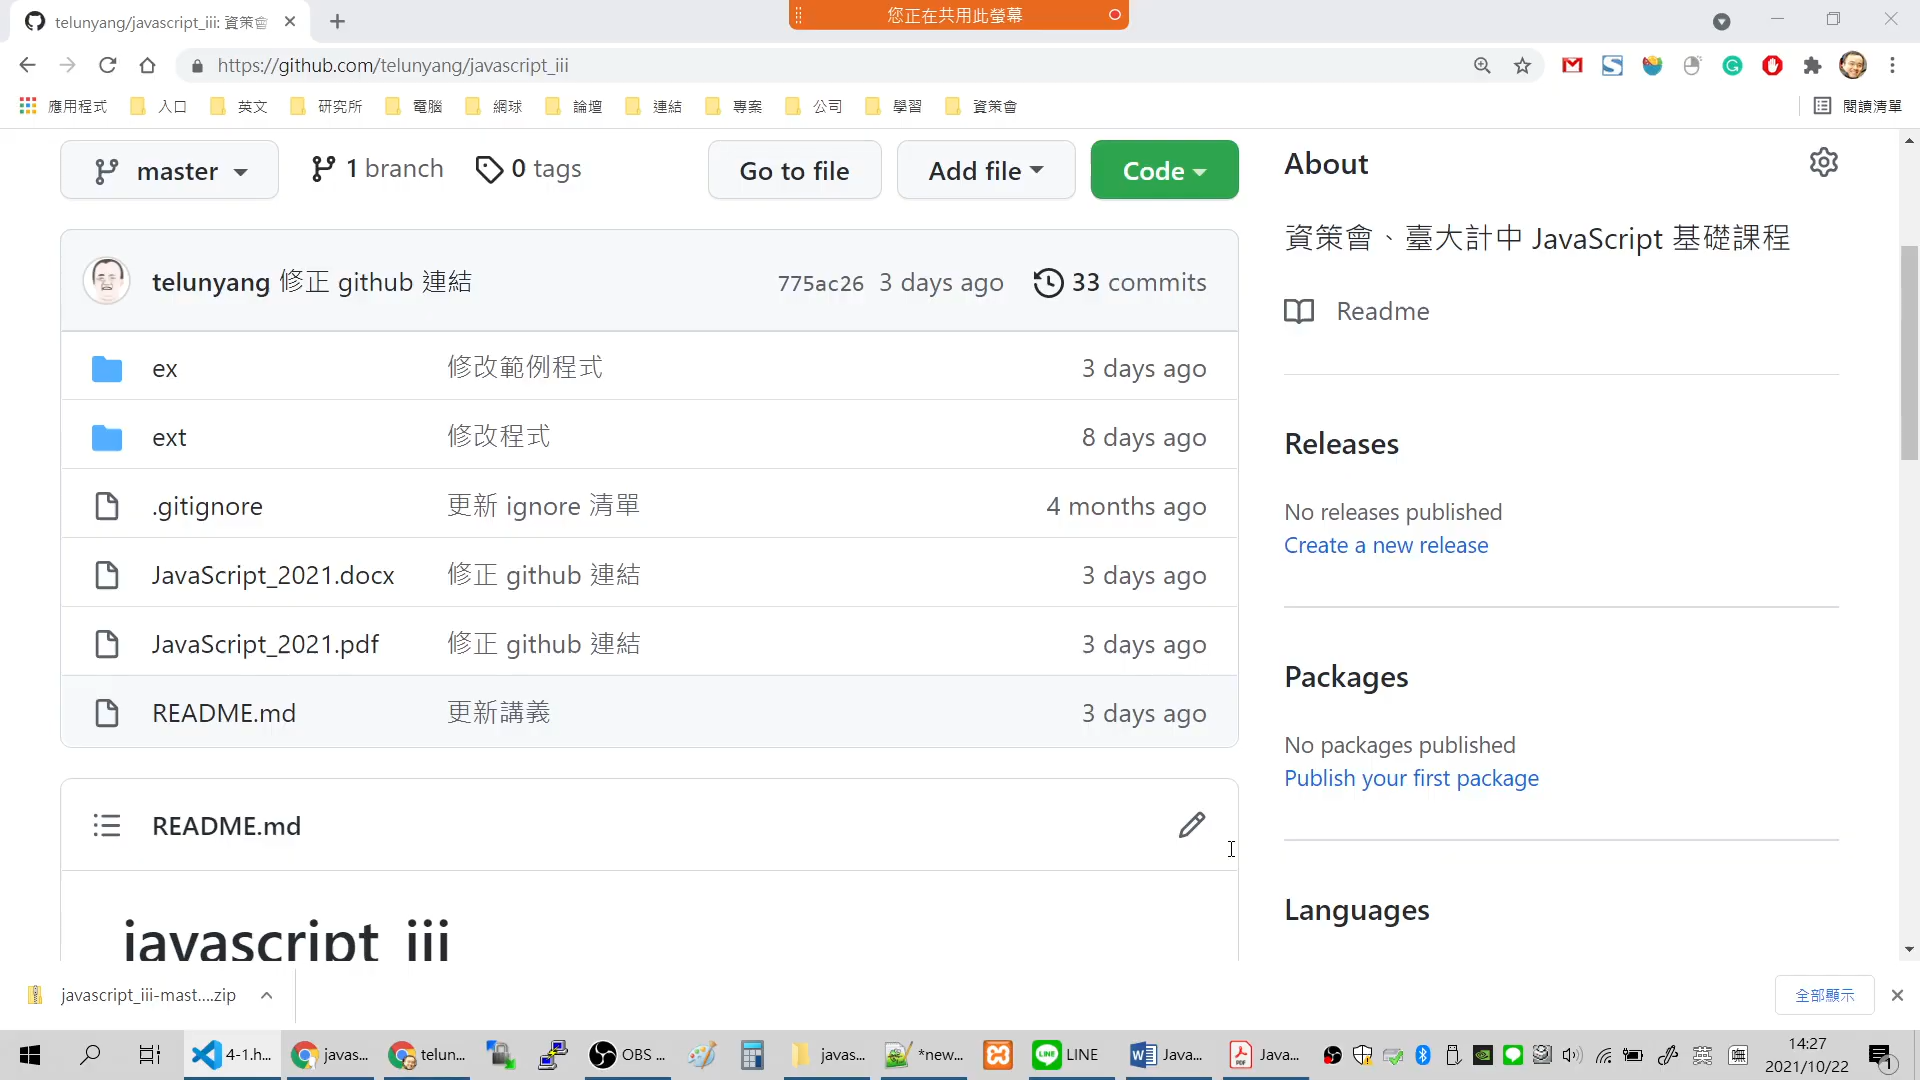 telunyang/javascript_iii: 資策會
您正在共用此螢幕
https://github.com/telunyang/javascript_iii
應用程式 入口 英文 研究所 電腦 網球 論壇 連結 專案 公司 學習 資策會 閱讀清單
master 1 branch 0 tags Go to file Add file Code
telunyang 修正 github 連結 775ac26 3 days ago 33 commits
ex 修改範例程式 3 days ago
ext 修改程式 8 days ago
.gitignore 更新 ignore 清單 4 months ago
JavaScript_2021.docx 修正 github 連結 3 days ago
JavaScript_2021.pdf 修正 github 連結 3 days ago
README.md 更新講義 3 days ago
README.md
javascript_iii
About
資策會、臺大計中 JavaScript 基礎課程
Readme
Releases
No releases published
Create a new release
Packages
No packages published
Publish your first package
Languages
javascript_iii-mast....zip 全部顯示
4-1.h... javas... telun... OBS ... javas... *new... LINE Java... Java... 英 14:27
2021/10/22 1